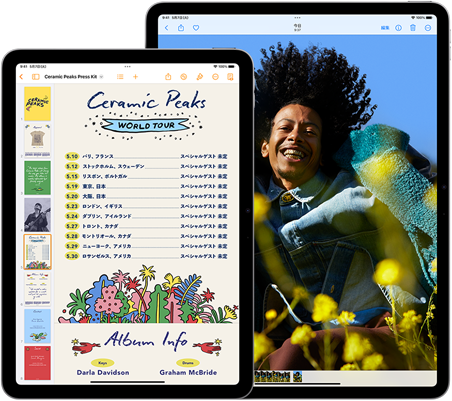 9:41 5月7日(火)
100%
Ceramic Peaks Press Kit
Ceramic Peaks
WORLD TOUR
5.10 パリ、フランス スペシャルゲスト 未定
5.12 ストックホルム、スウェーデン スペシャルゲスト 未定
5.15 リスボン、ポルトガル スペシャルゲスト 未定
5.19 東京、日本 スペシャルゲスト 未定
5.20 大阪、日本 スペシャルゲスト 未定
5.23 ロンドン、イギリス スペシャルゲスト 未定
5.24 ダブリン、アイルランド スペシャルゲスト 未定
5.27 トロント、カナダ スペシャルゲスト 未定
5.28 モントリオール、カナダ スペシャルゲスト 未定
5.29 ニューヨーク、アメリカ スペシャルゲスト 未定
5.30 ロサンゼルス、アメリカ スペシャルゲスト 未定
Album Info
Keys
Drums
Darla Davidson
Graham McBride
9:41 5月7日(火)
100%
今日
9:37
編集